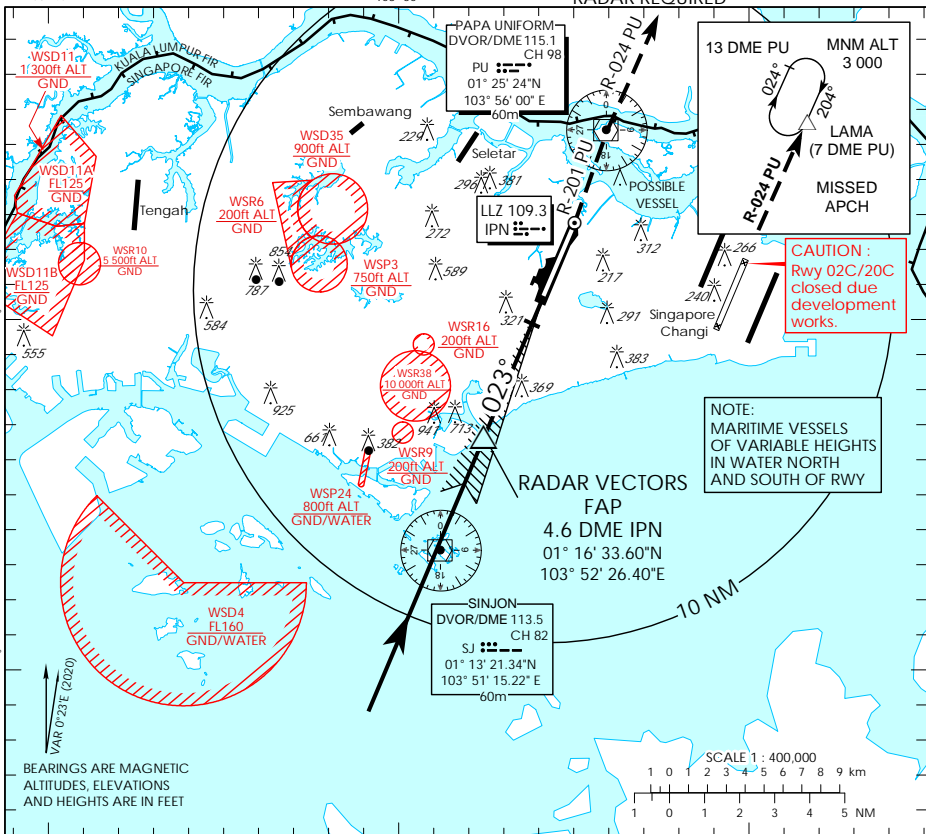 RADAR REQUIRED
WSD11
1 300ft ALT
GND
KUALA LUMPUR FIR
SINGAPORE FIR
PAPA UNIFORM
DVOR/DME 115.1
CH 98
PU
01° 25' 24"N
103° 56' 00" E
60m
R-024 PU
13 DME PU
MNM ALT
3 000
024°
204°
LAMA
(7 DME PU)
R-024 PU
MISSED
APCH
Sembawang
229
WSD35
900ft ALT
GND
Seletar
0
9
18
27
WSD11A
FL125
GND
296
381
R-201 PU
POSSIBLE
VESSEL
Tengah
WSR6
200ft ALT
GND
LLZ 109.3
IPN
272
312
266
WSR10
5 500ft ALT
GND
854
WSP3
750ft ALT
GND
589
217
CAUTION :
Rwy 02C/20C
closed due
development
works.
WSD11B
FL125
GND
787
240
584
321
291
Singapore
Changi
555
WSR16
200ft ALT
GND
383
WSR38
10 000ft ALT
GND
369
925
023°
NOTE:
MARITIME VESSELS
OF VARIABLE HEIGHTS
IN WATER NORTH
AND SOUTH OF RWY
661
382
941
713
WSR9
200ft ALT
GND
WSP24
800ft ALT
GND/WATER
RADAR VECTORS
FAP
4.6 DME IPN
01° 16' 33.60"N
103° 52' 26.40"E
0
9
18
27
10 NM
WSD4
FL160
GND/WATER
SINJON
DVOR/DME 113.5
CH 82
SJ
01° 13' 21.34"N
103° 51' 15.22" E
60m
VAR 0°23'E (2020)
BEARINGS ARE MAGNETIC
ALTITUDES, ELEVATIONS
AND HEIGHTS ARE IN FEET
SCALE 1 : 400,000
1 0 1 2 3 4 5 6 7 8 9 km
1 0 1 2 3 4 5 NM